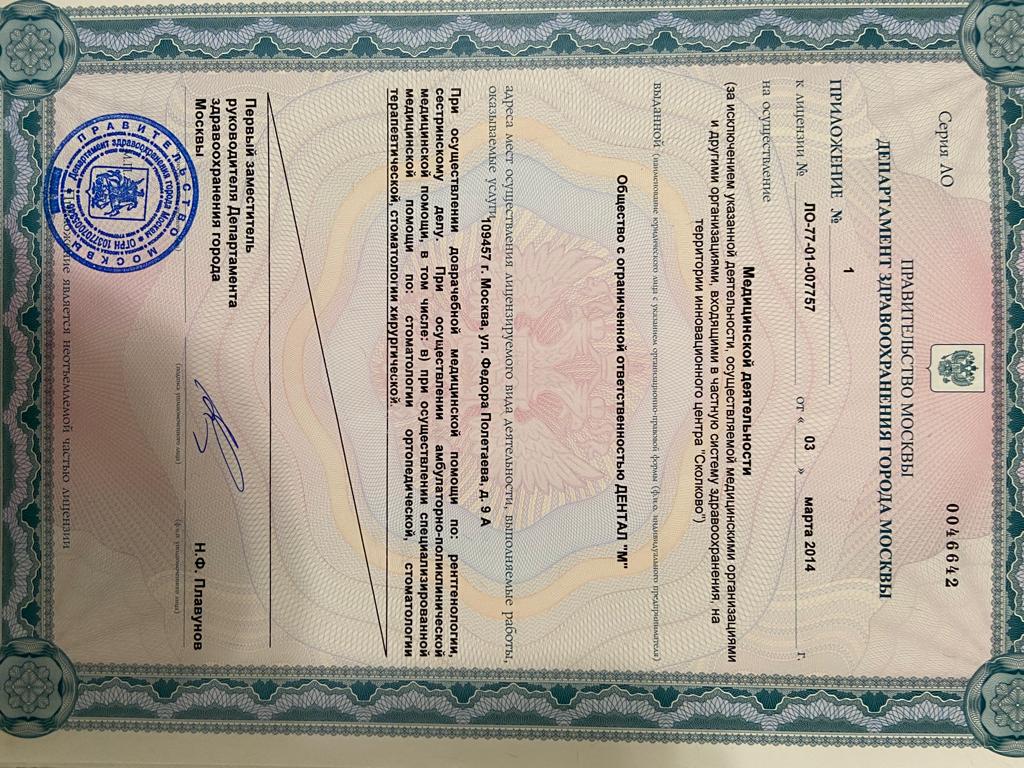 Серия ЛО
0046642
ПРАВИТЕЛЬСТВО МОСКВЫ
ДЕПАРТАМЕНТ ЗДРАВООХРАНЕНИЯ ГОРОДА МОСКВЫ
ПРИЛОЖЕНИЕ № 1
к лицензии № ЛО-77-01-007757 от « 03 » марта 2014 г.
на осуществление
Медицинской деятельности
(за исключением указанной деятельности, осуществляемой медицинскими организациями
и другими организациями, входящими в частную систему здравоохранения, на
территории инновационного центра "Сколково")
выданной (наименование юридического лица с указанием организационно-правовой формы (ф.и.о. индивидуального предпринимателя)
Общество с ограниченной ответственностью ДЕНТАЛ "М"
адреса мест осуществления лицензируемого вида деятельности, выполняемые работы,
оказываемые услуги
109457 г. Москва, ул. Федора Полетаева, д. 9 А
При осуществлении доврачебной медицинской помощи по: рентгенологии,
сестринскому делу. При осуществлении амбулаторно-поликлинической
медицинской помощи, в том числе: в) при осуществлении специализированной
медицинской помощи по: стоматологии ортопедической, стоматологии
терапевтической, стоматологии хирургической.
Первый заместитель
руководителя Департамента
здравоохранения города
Москвы
Н.Ф. Плавунов
(подпись уполномоченного лица)
(ф.и.о. уполномоченного лица)
М.П.
ПРАВИТЕЛЬСТВО МОСКВЫ
Департамент здравоохранения города Москвы
Приложение является неотъемлемой частью лицензии